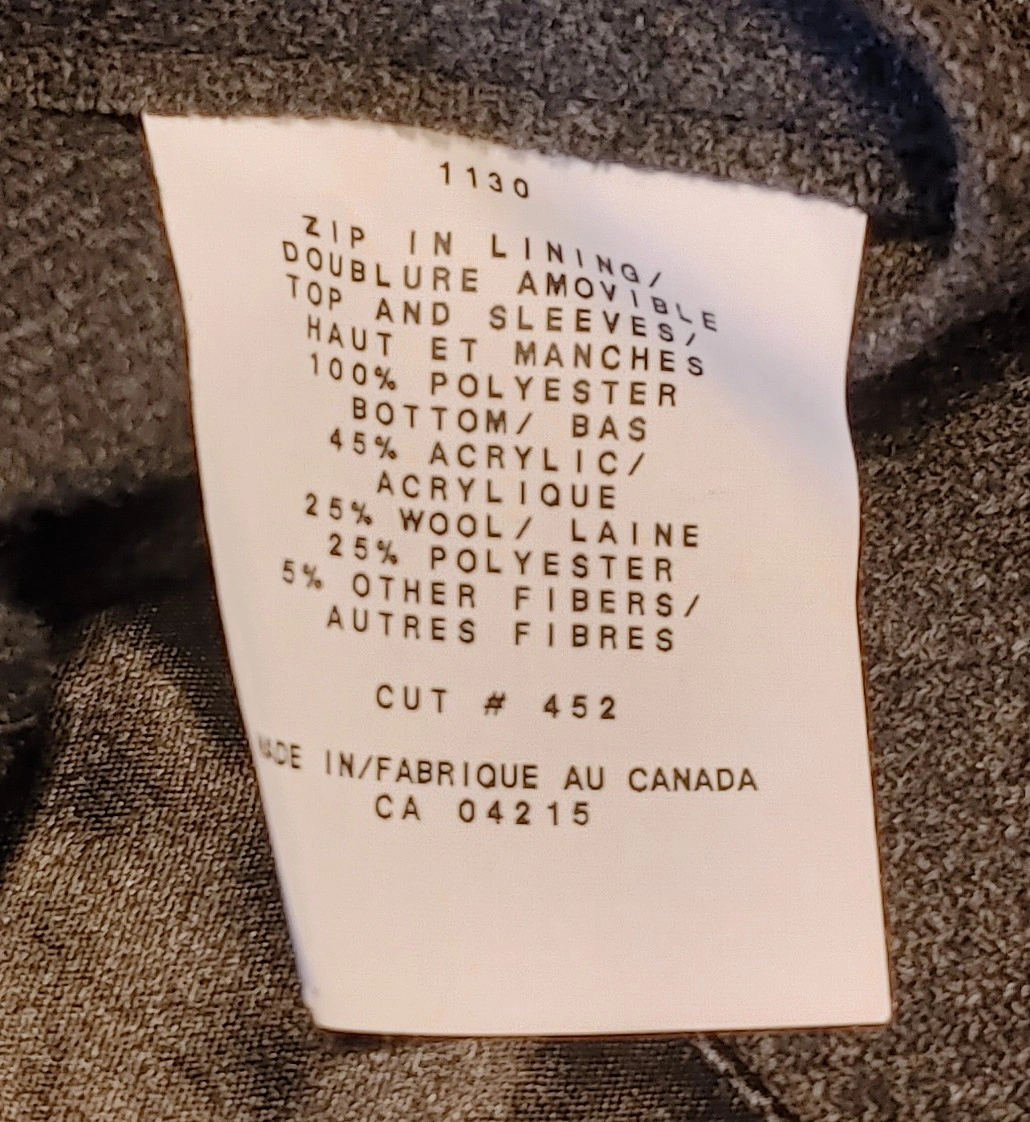 1130
ZIP IN LINING/
DOUBLURE AMOVIBLE
TOP AND SLEEVES/
HAUT ET MANCHES
100% POLYESTER
BOTTOM/ BAS
45% ACRYLIC/
ACRYLIQUE
25% WOOL/ LAINE
25% POLYESTER
5% OTHER FIBERS/
AUTRES FIBRES
CUT # 452
MADE IN/FABRIQUE AU CANADA
CA 04215